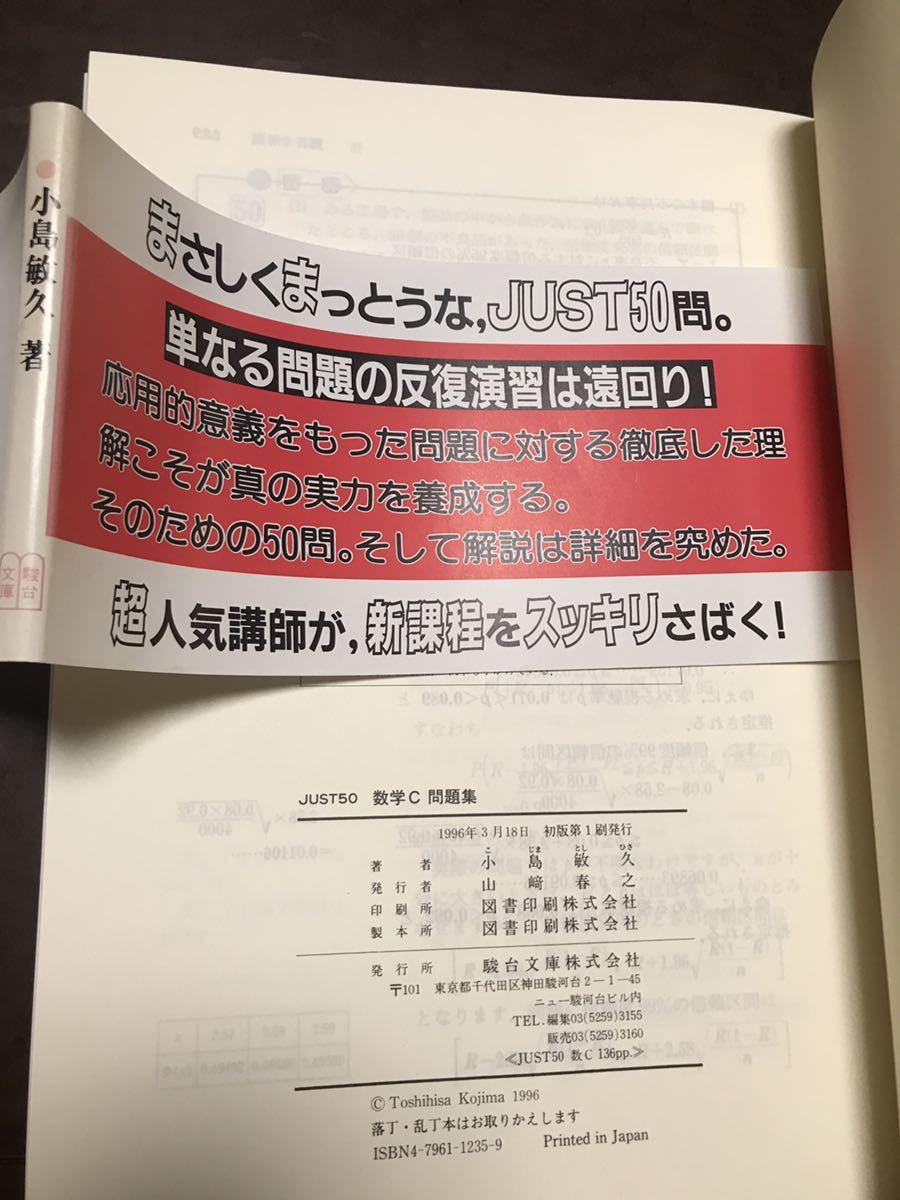 小島敏久 著
駿台
文庫
まさしくまっとうな,JUST50問。
単なる問題の反復演習は遠回り!
応用的意義をもった問題に対する徹底した理
解こそが真の実力を養成する。
そのための50問。そして解説は詳細を究めた。
超人気講師が,新課程をスッキリさばく!
JUST50 数学C 問題集
1996年3月18日 初版第1刷発行
こ じま とし ひさ
著者 小島敏久
発行者 山﨑春之
印刷所 図書印刷株式会社
製本所 図書印刷株式会社
発行所 駿台文庫株式会社
〒101 東京都千代田区神田駿河台2-1-45
ニュー駿河台ビル内
TEL.編集03(5259)3155
販売03(5259)3160
≪JUST50 数C 136pp.≫
© Toshihisa Kojima 1996
落丁・乱丁本はお取りかえします
ISBN4-7961-1235-9 Printed in Japan